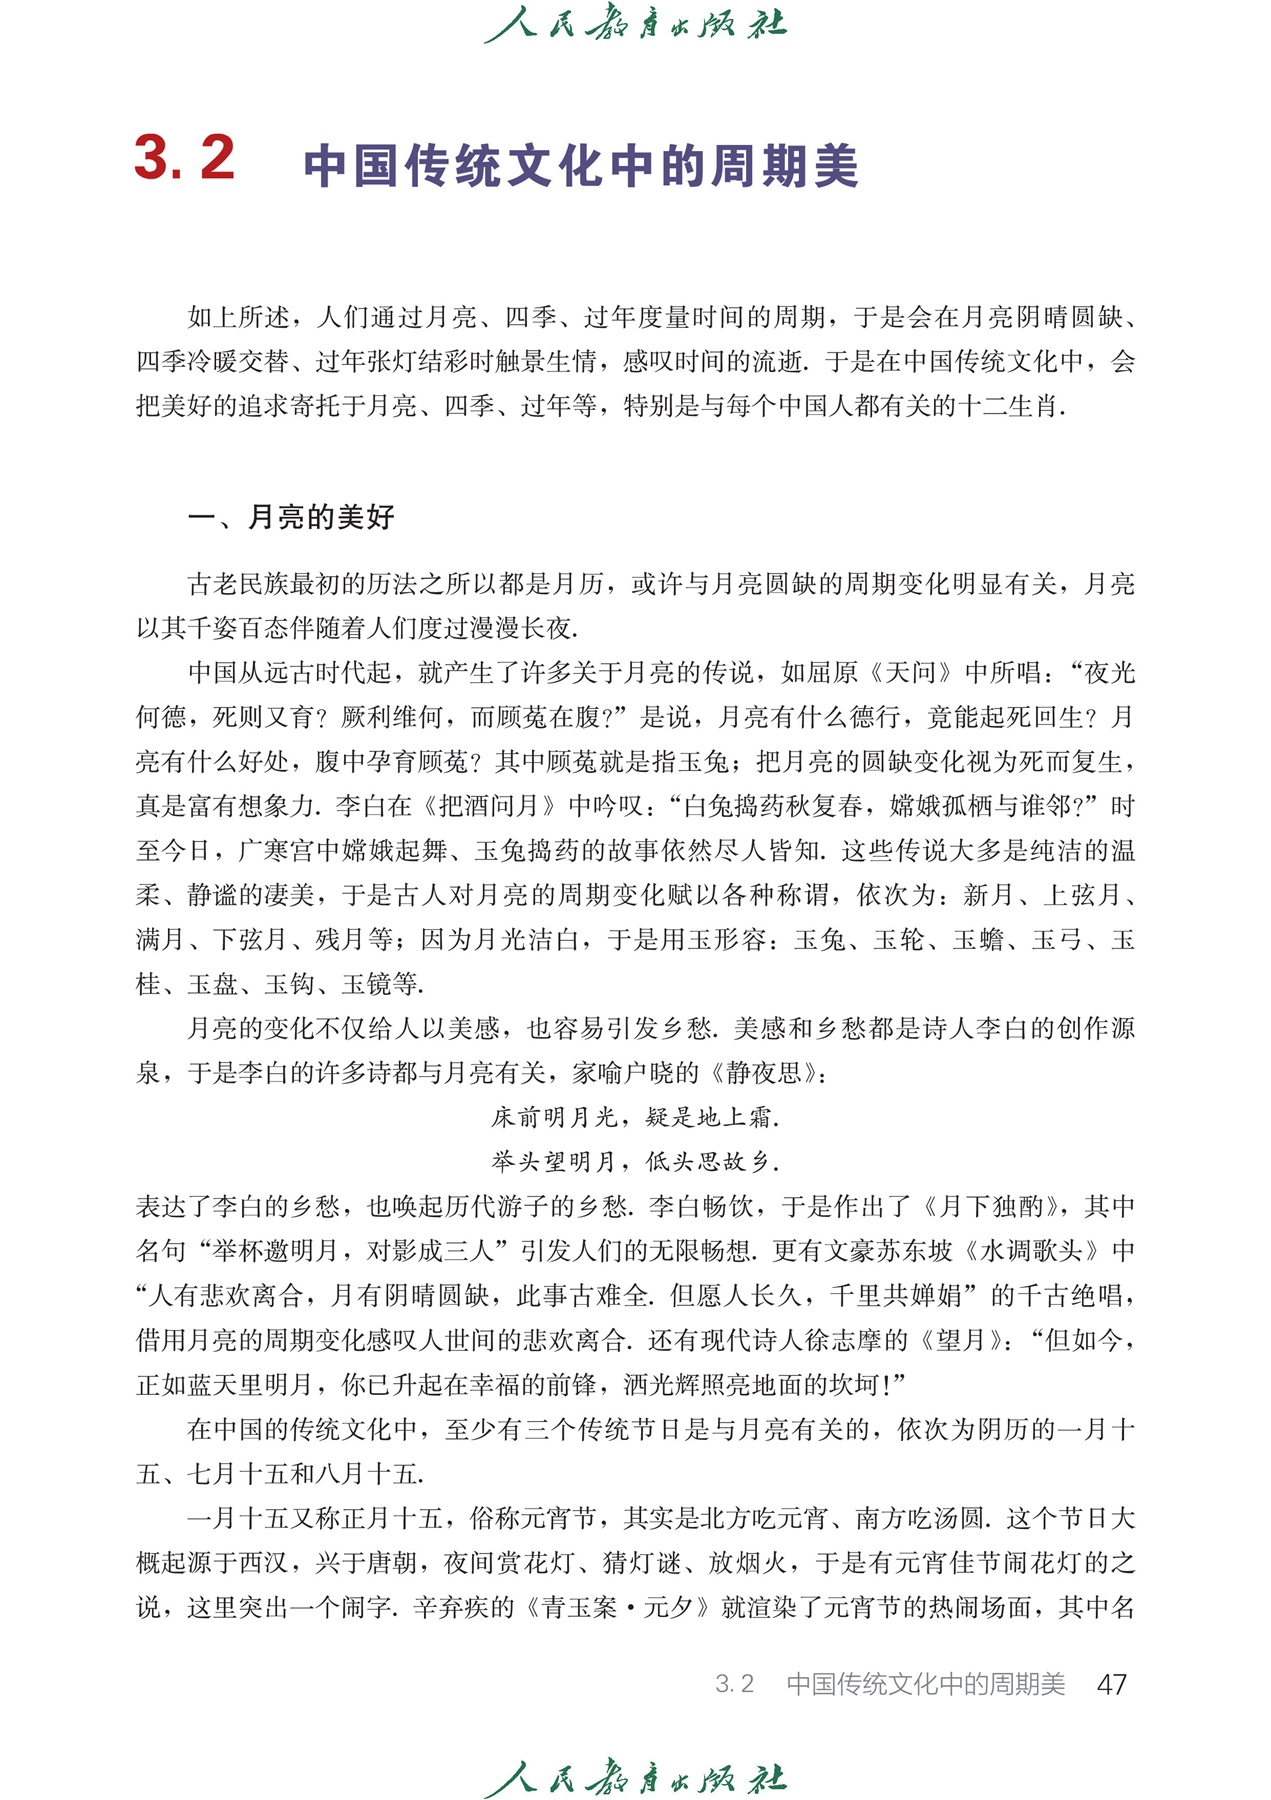 人民教育出版社
3.2 中国传统文化中的周期美
如上所述，人们通过月亮、四季、过年度量时间的周期，于是会在月亮阴晴圆缺、
四季冷暖交替、过年张灯结彩时触景生情，感叹时间的流逝. 于是在中国传统文化中，会
把美好的追求寄托于月亮、四季、过年等，特别是与每个中国人都有关的十二生肖.
一、月亮的美好
古老民族最初的历法之所以都是月历，或许与月亮圆缺的周期变化明显有关，月亮
以其千姿百态伴随着人们度过漫漫长夜.
中国从远古时代起，就产生了许多关于月亮的传说，如屈原《天问》中所唱：“夜光
何德，死则又育？厥利维何，而顾菟在腹？”是说，月亮有什么德行，竟能起死回生？月
亮有什么好处，腹中孕育顾菟？其中顾菟就是指玉兔；把月亮的圆缺变化视为死而复生，
真是富有想象力. 李白在《把酒问月》中吟叹：“白兔捣药秋复春，嫦娥孤栖与谁邻？”时
至今日，广寒宫中嫦娥起舞、玉兔捣药的故事依然尽人皆知. 这些传说大多是纯洁的温
柔、静谧的凄美，于是古人对月亮的周期变化赋以各种称谓，依次为：新月、上弦月、
满月、下弦月、残月等；因为月光洁白，于是用玉形容：玉兔、玉轮、玉蟾、玉弓、玉
桂、玉盘、玉钩、玉镜等.
月亮的变化不仅给人以美感，也容易引发乡愁. 美感和乡愁都是诗人李白的创作源
泉，于是李白的许多诗都与月亮有关，家喻户晓的《静夜思》：
床前明月光，疑是地上霜.
举头望明月，低头思故乡.
表达了李白的乡愁，也唤起历代游子的乡愁. 李白畅饮，于是作出了《月下独酌》，其中
名句“举杯邀明月，对影成三人”引发人们的无限畅想. 更有文豪苏东坡《水调歌头》中
“人有悲欢离合，月有阴晴圆缺，此事古难全. 但愿人长久，千里共婵娟”的千古绝唱，
借用月亮的周期变化感叹人世间的悲欢离合. 还有现代诗人徐志摩的《望月》：“但如今，
正如蓝天里明月，你已升起在幸福的前锋，洒光辉照亮地面的坎坷！”
在中国的传统文化中，至少有三个传统节日是与月亮有关的，依次为阴历的一月十
五、七月十五和八月十五.
一月十五又称正月十五，俗称元宵节，其实是北方吃元宵、南方吃汤圆. 这个节日大
概起源于西汉，兴于唐朝，夜间赏花灯、猜灯谜、放烟火，于是有元宵佳节闹花灯的之
说，这里突出一个闹字. 辛弃疾的《青玉案·元夕》就渲染了元宵节的热闹场面，其中名
3.2 中国传统文化中的周期美 47
人民教育出版社